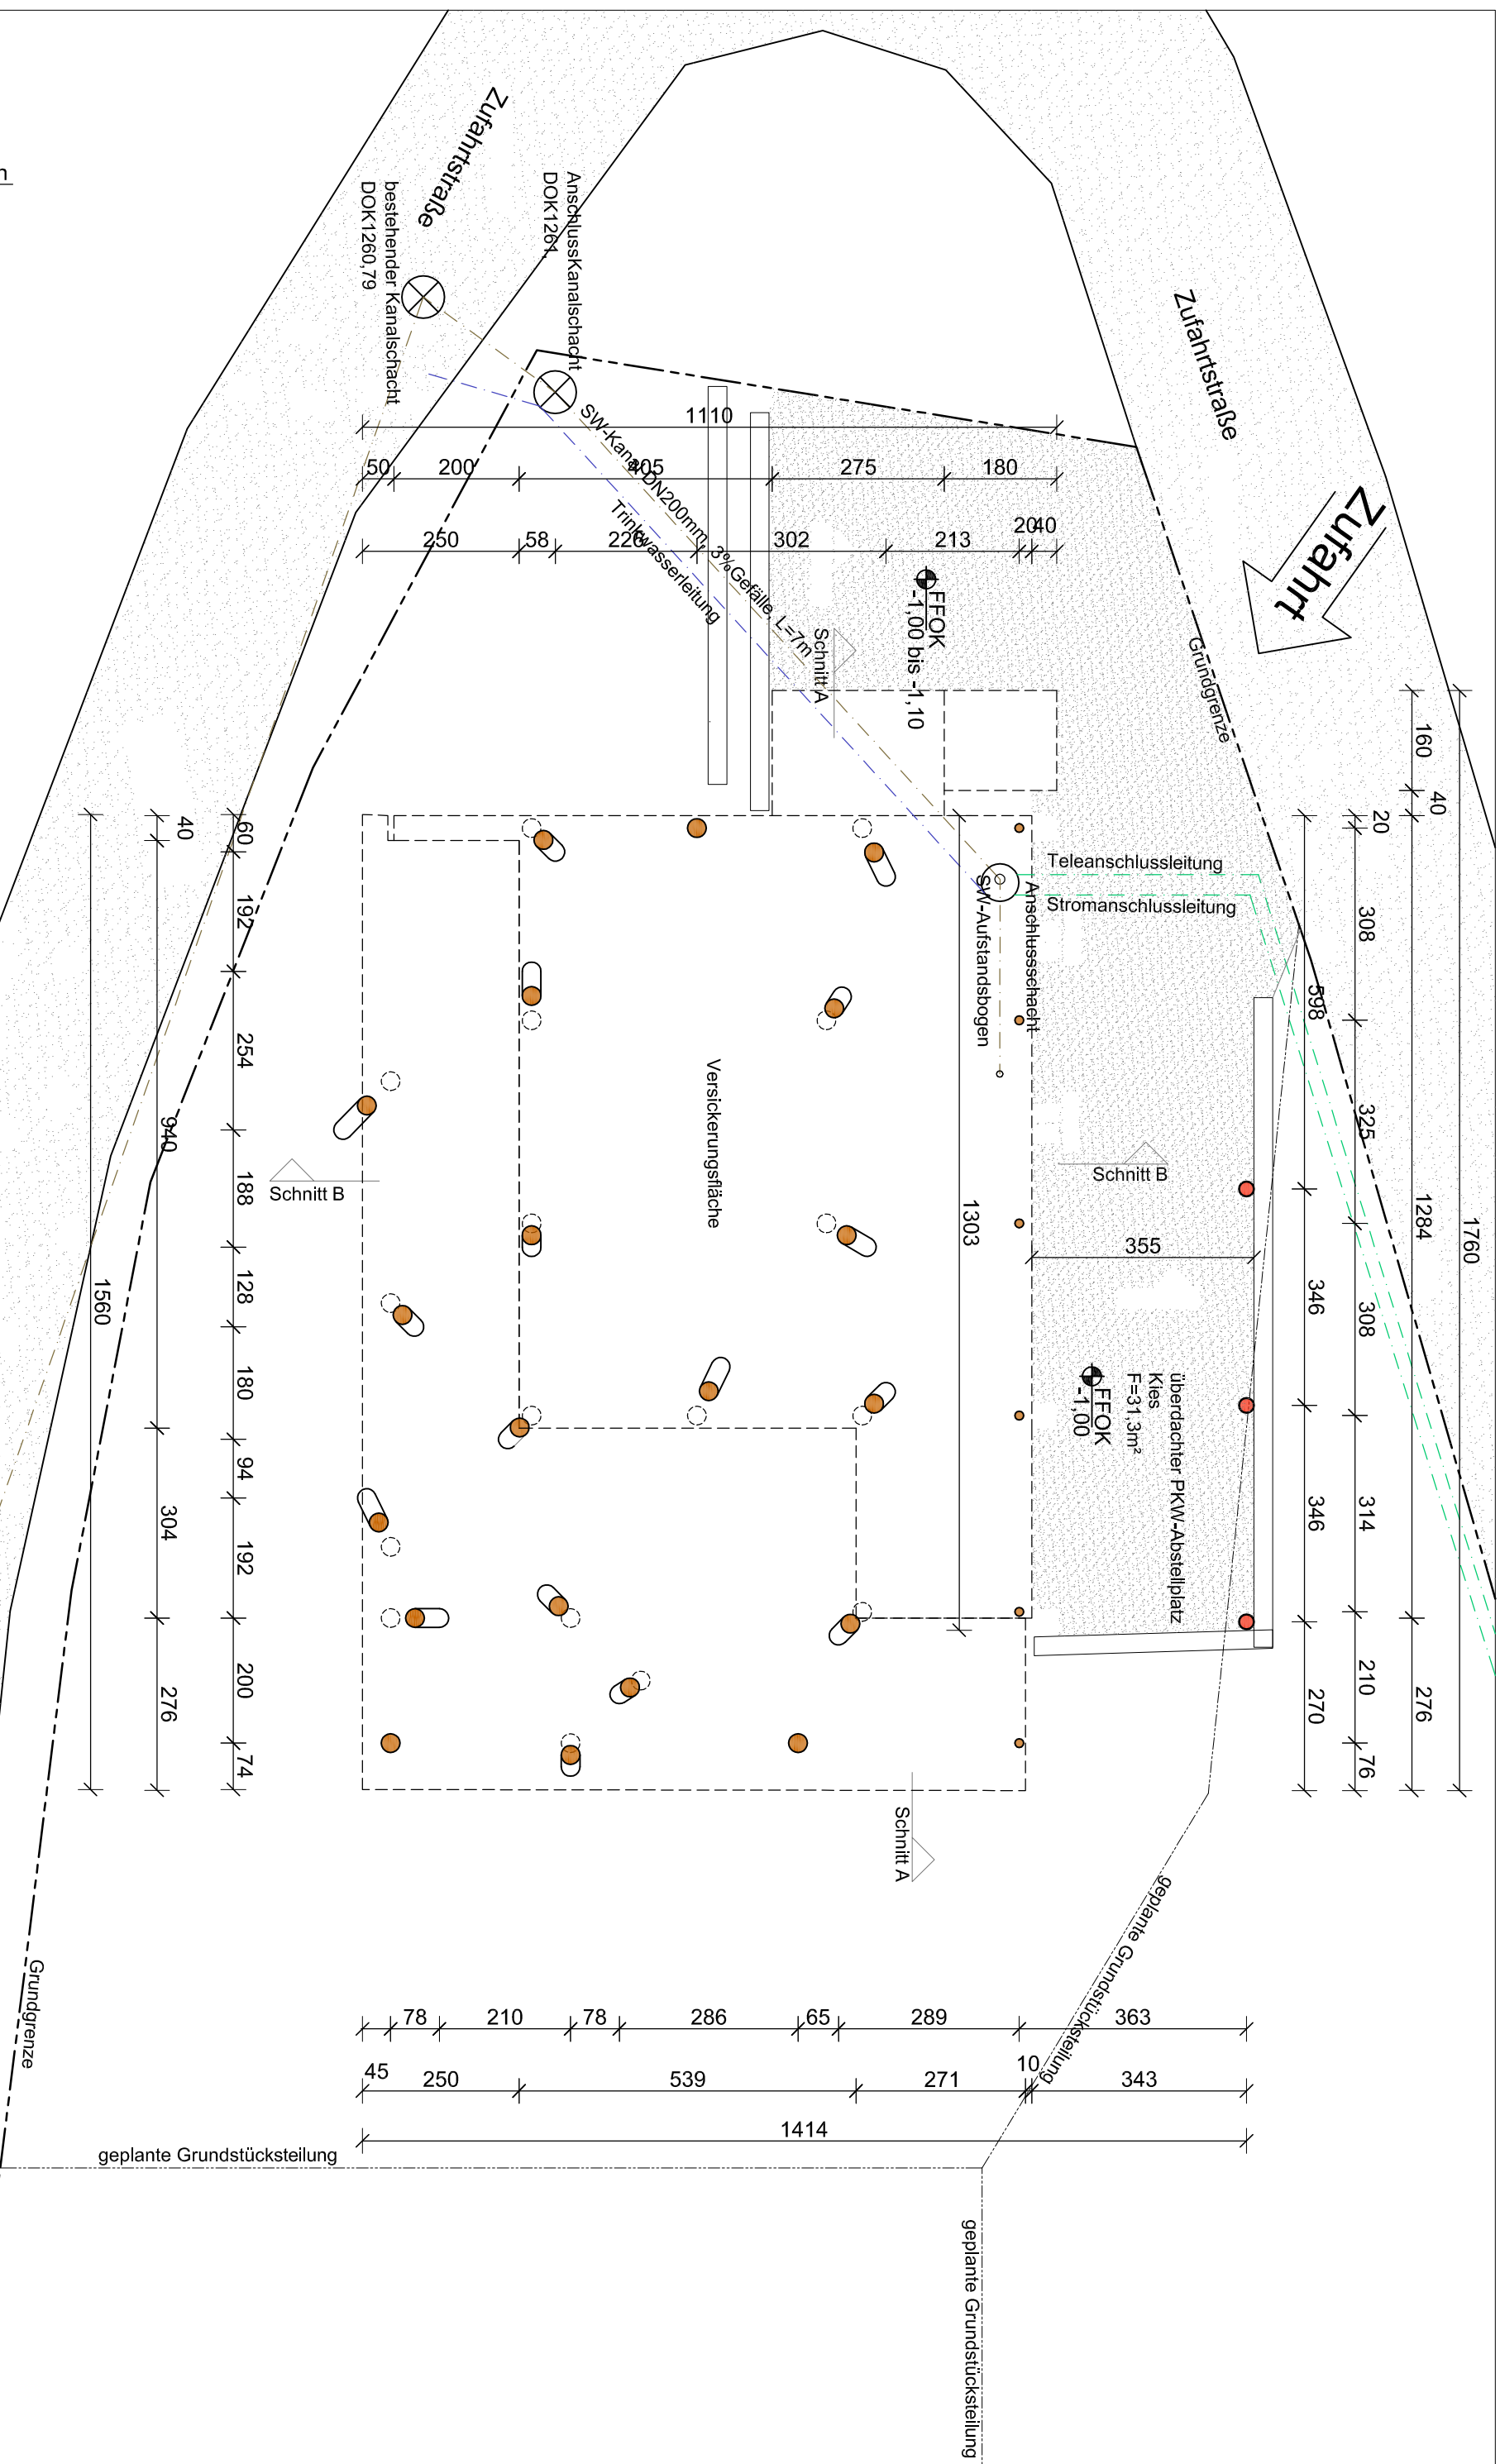 Zufahrtstraße
Zufahrtstraße
Zufahrt
n
AnschlussKanalschacht
DOK1261,
bestehender Kanalschacht
DOK1260,79
1110
50
200
405
275
180
250
58
226
302
213
20
40
SW-Kanal DN200mm, 3%Gefälle, L=7m
Trinkwasserleitung
FFOK
-1,00 bis -1,10
Schnitt A
Grundgrenze
160
40
1760
1284
276
20
308
325
308
314
210
76
598
346
346
270
Teleanschlussleitung
Stromanschlussleitung
Anschlussschacht
SW-Aufstandsbogen
Versickerungsfläche
1303
355
Schnitt B
Schnitt B
überdachter PKW-Abstellplatz
Kies
F=31,3m²
FFOK
-1,00
40
940
304
276
60
192
254
188
128
180
94
192
200
74
1560
Schnitt A
geplante Grundstücksteilung
Grundgrenze
78
210
78
286
65
289
363
45
250
539
271
10
343
1414
geplante Grundstücksteilung
geplante Grundstücksteilung